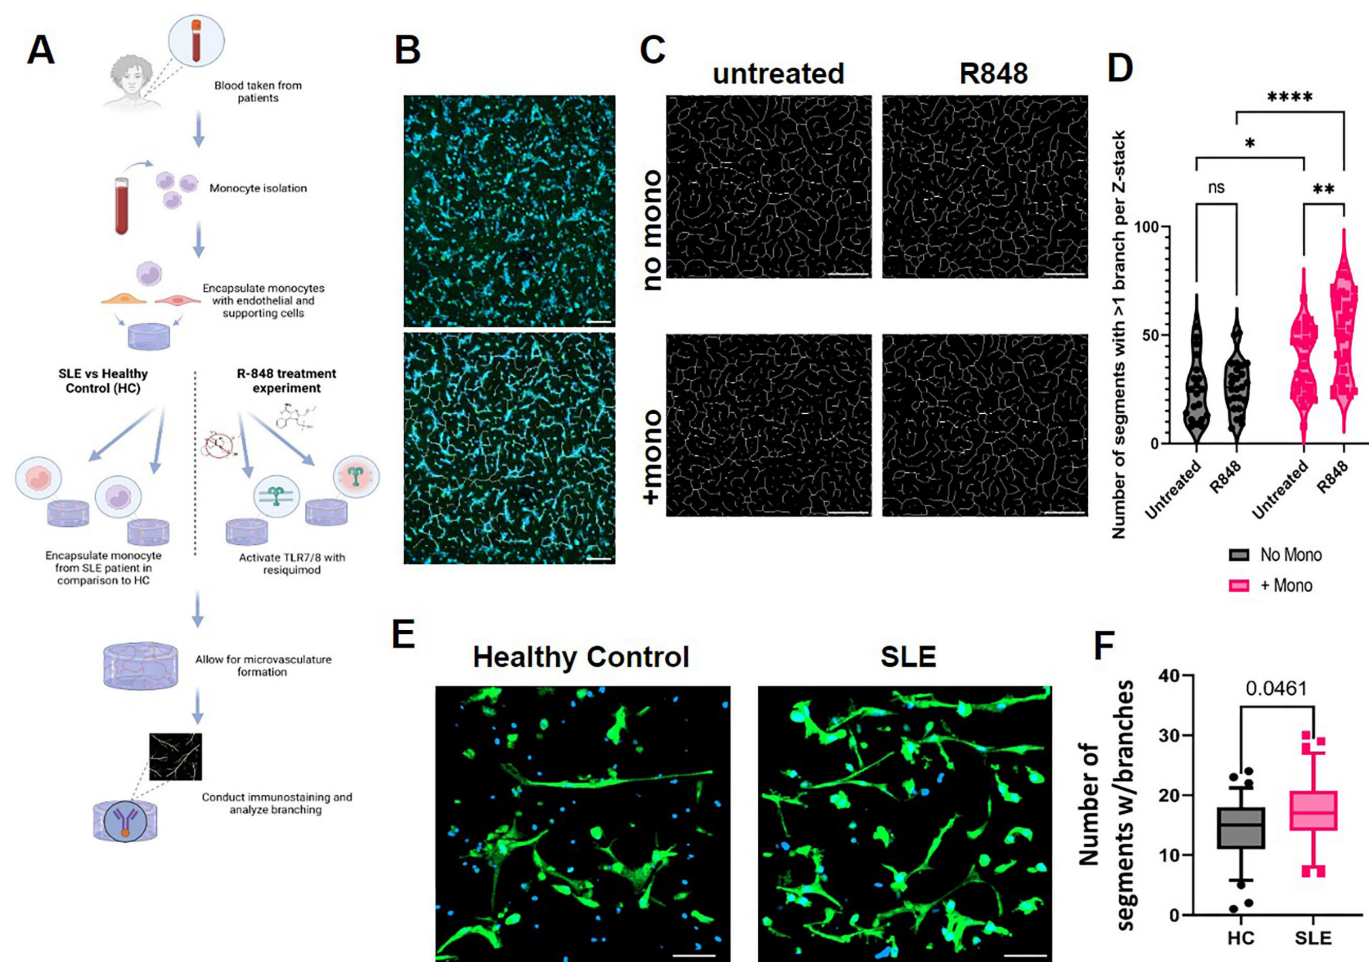 A
Blood taken from
patients
Monocyte isolation
Encapsulate monocytes
with endothelial and
supporting cells
SLE vs Healthy
Control (HC)
R-848 treatment
experiment
Encapsulate monocyte
from SLE patient in
comparison to HC
Activate TLR7/8 with
resiquimod
Allow for microvasculature
formation
Conduct immunostaining and
analyze branching
B
C
untreated
R848
no mono
+mono
D
Number of segments with >1 branch per Z-stack
****
*
ns
**
100
50
0
Untreated
R848
Untreated
R848
No Mono
+ Mono
E
Healthy Control
SLE
F
Number of
segments w/branches
0.0461
40
30
20
10
0
HC
SLE